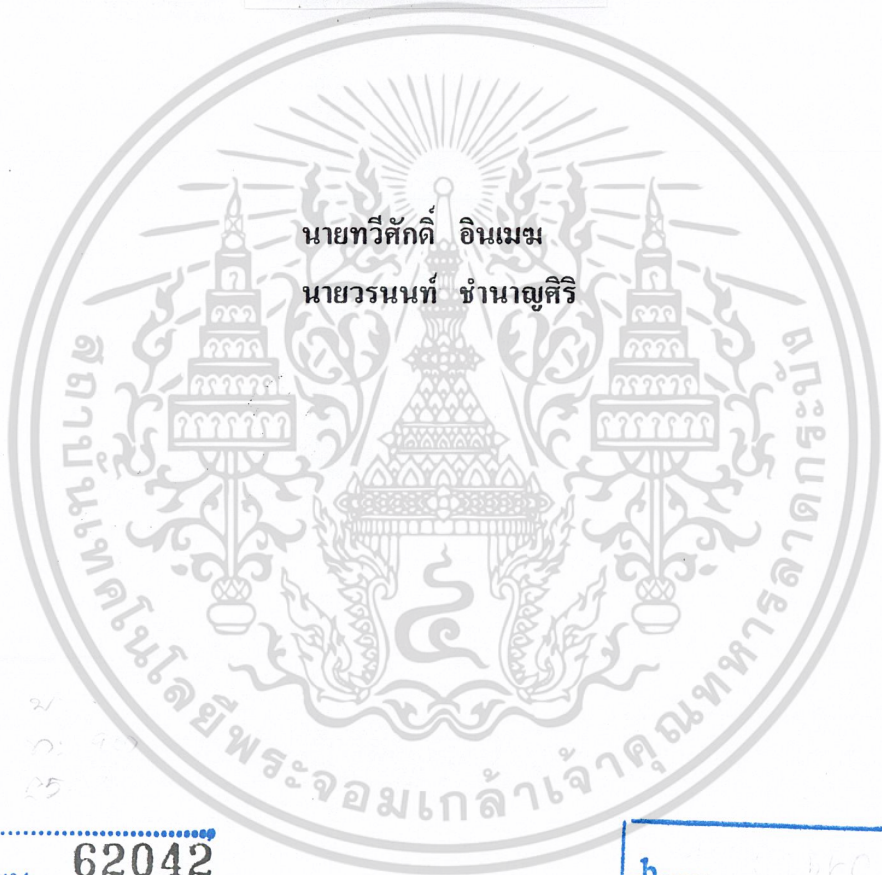 นายทวีศักดิ์ อินเมฆ
นายวรนนท์ ชำนาญศิริ
สถาบันเทคโนโลยีพระจอมเกล้าเจ้าคุณทหารลาดกระบัง
62042
b